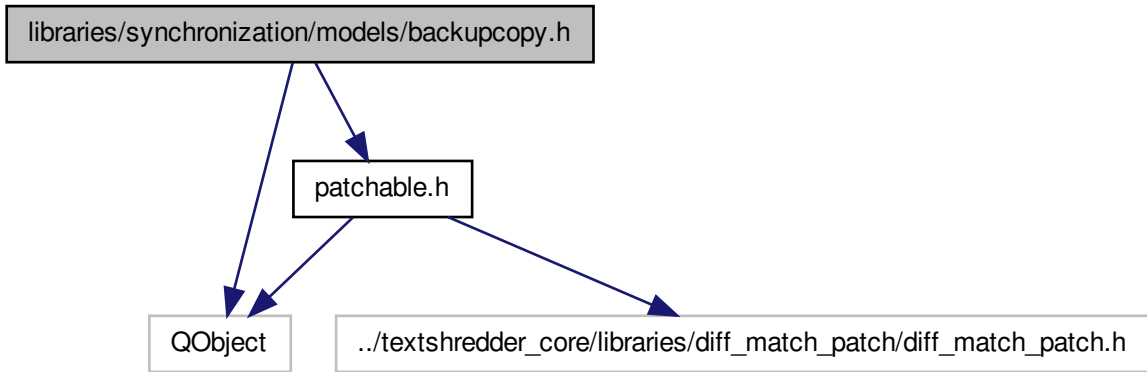 libraries/synchronization/models/backupcopy.h
patchable.h
QObject
../textshredder_core/libraries/diff_match_patch/diff_match_patch.h